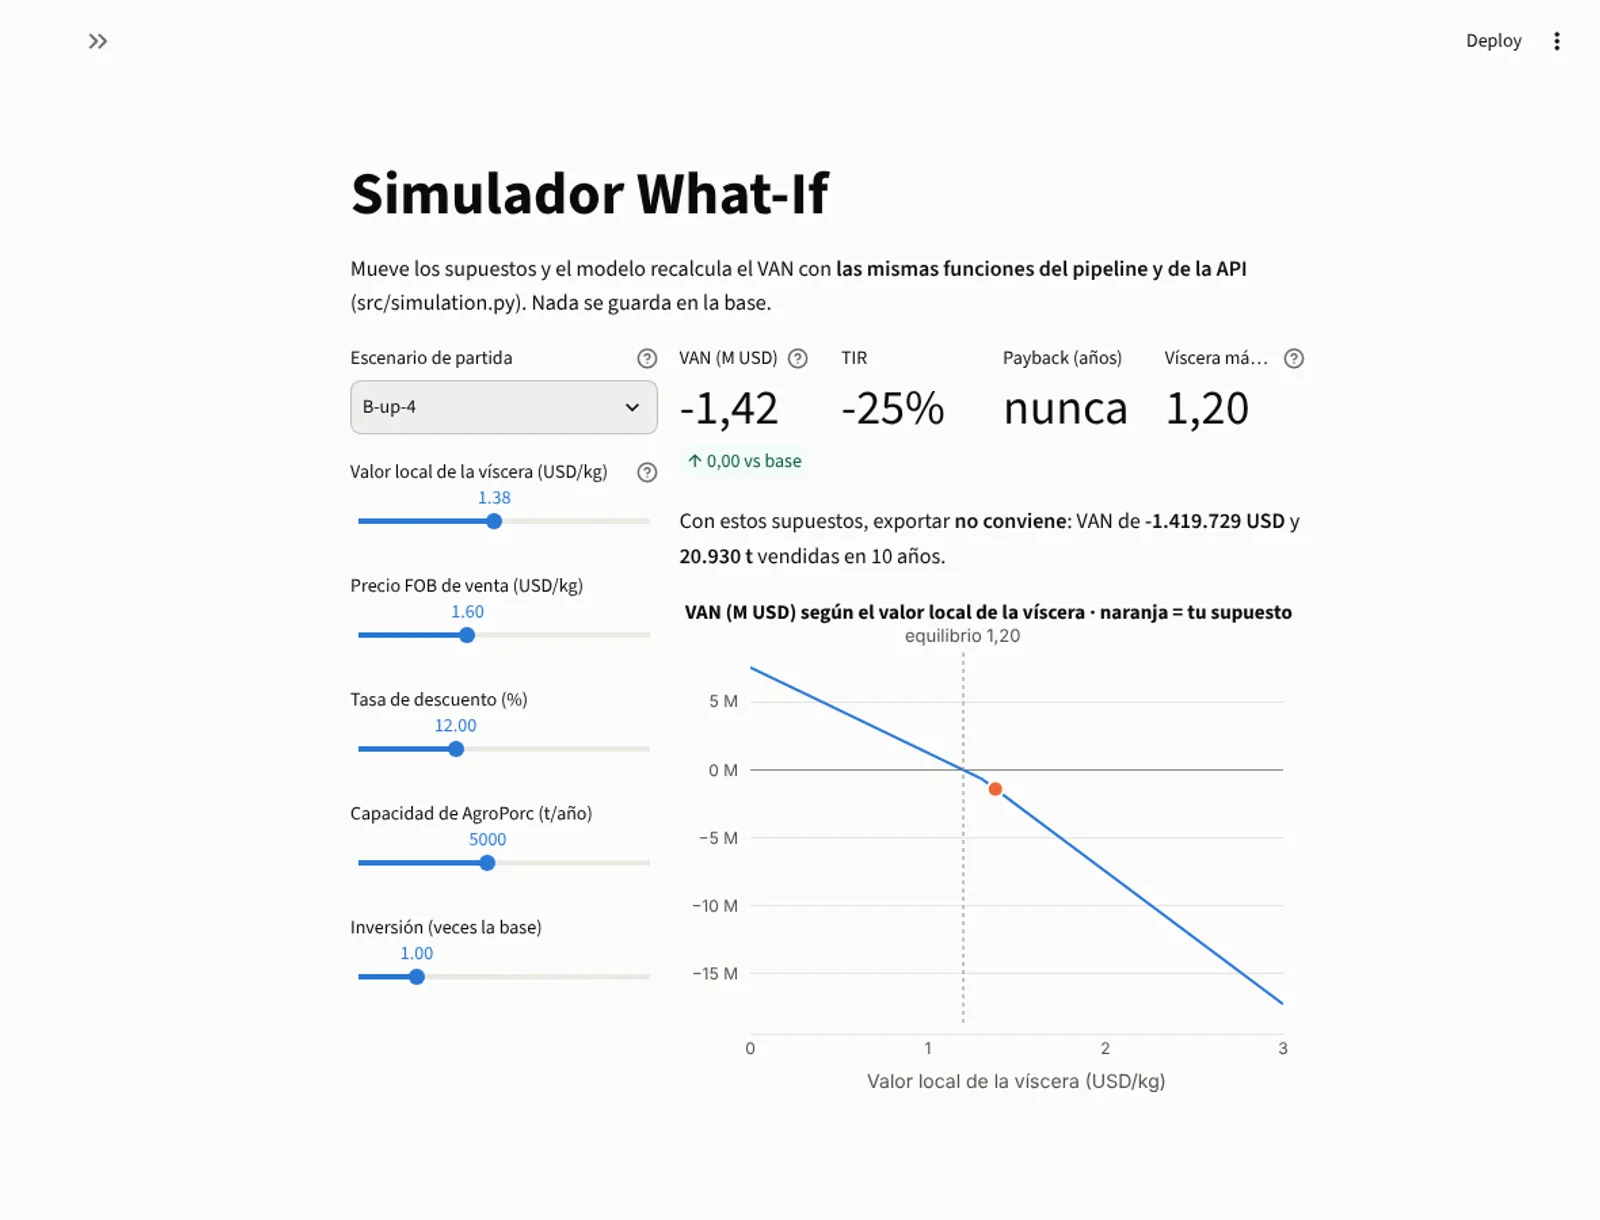 Deploy
Simulador What-If
Mueve los supuestos y el modelo recalcula el VAN con las mismas funciones del pipeline y de la API
(src/simulation.py). Nada se guarda en la base.
Escenario de partida
B-up-4
Valor local de la víscera (USD/kg)
1.38
Precio FOB de venta (USD/kg)
1.60
Tasa de descuento (%)
12.00
Capacidad de AgroPorc (t/año)
5000
Inversión (veces la base)
1.00
VAN (M USD)
-1,42
↑ 0,00 vs base
TIR
-25%
Payback (años)
nunca
Víscera má…
1,20
Con estos supuestos, exportar no conviene: VAN de -1.419.729 USD y
20.930 t vendidas en 10 años.
VAN (M USD) según el valor local de la víscera · naranja = tu supuesto
equilibrio 1,20
5 M
0 M
−5 M
−10 M
−15 M
0 1 2 3
Valor local de la víscera (USD/kg)